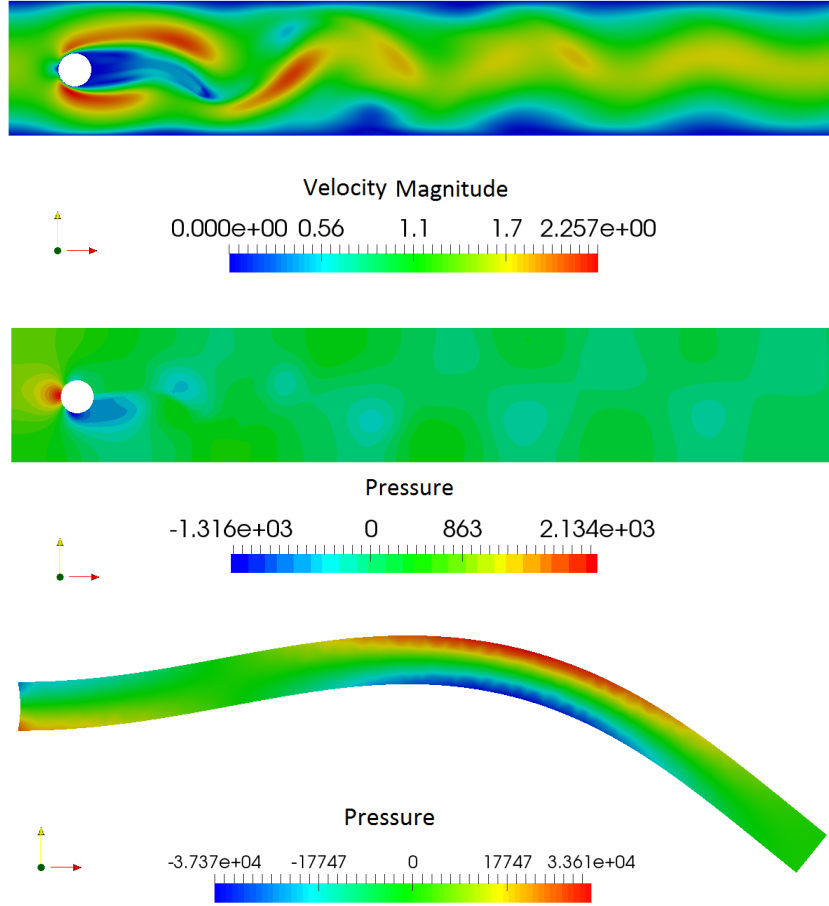 Velocity Magnitude
0.000e+00 0.56 1.1 1.7 2.257e+00
Pressure
-1.316e+03 0 863 2.134e+03
Pressure
-3.737e+04 -17747 0 17747 3.361e+04